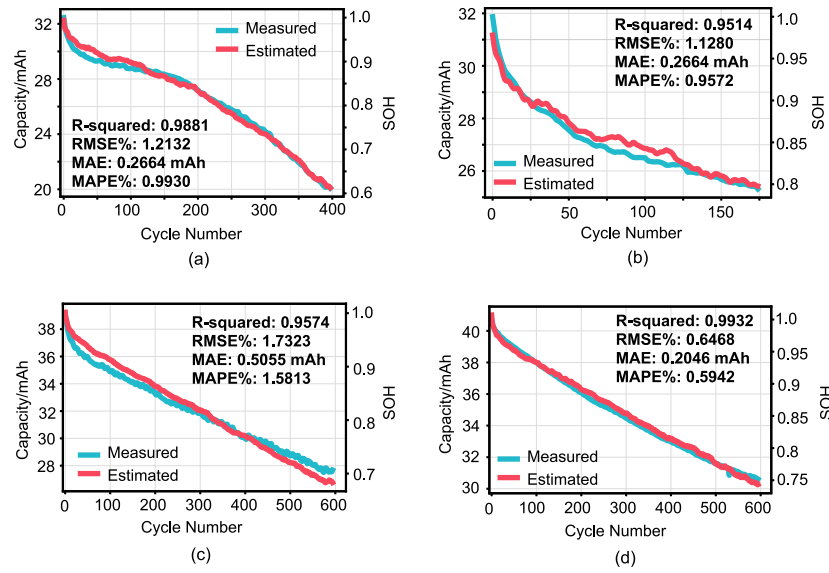 32
28
24
20
Capacity/mAh
1.0
0.9
0.8
0.7
0.6
SOH
Measured
Estimated
R-squared: 0.9881
RMSE%: 1.2132
MAE: 0.2664 mAh
MAPE%: 0.9930
0 100 200 300 400
Cycle Number
(a)
32
30
28
26
Capacity/mAh
1.00
0.95
0.90
0.85
0.80
SOH
R-squared: 0.9514
RMSE%: 1.1280
MAE: 0.2664 mAh
MAPE%: 0.9572
Measured
Estimated
0 25 50 75 100 125 150
Cycle Number
(b)
38
36
34
32
30
28
Capacity/mAh
1.0
0.9
0.8
0.7
SOH
R-squared: 0.9574
RMSE%: 1.7323
MAE: 0.5055 mAh
MAPE%: 1.5813
Measured
Estimated
0 100 200 300 400 500 600
Cycle Number
(c)
40
38
36
34
32
30
Capacity/mAh
1.00
0.95
0.9
0.85
0.8
0.75
SOH
R-squared: 0.9932
RMSE%: 0.6468
MAE: 0.2046 mAh
MAPE%: 0.5942
Measured
Estimated
0 100 200 300 400 500 600
Cycle Number
(d)